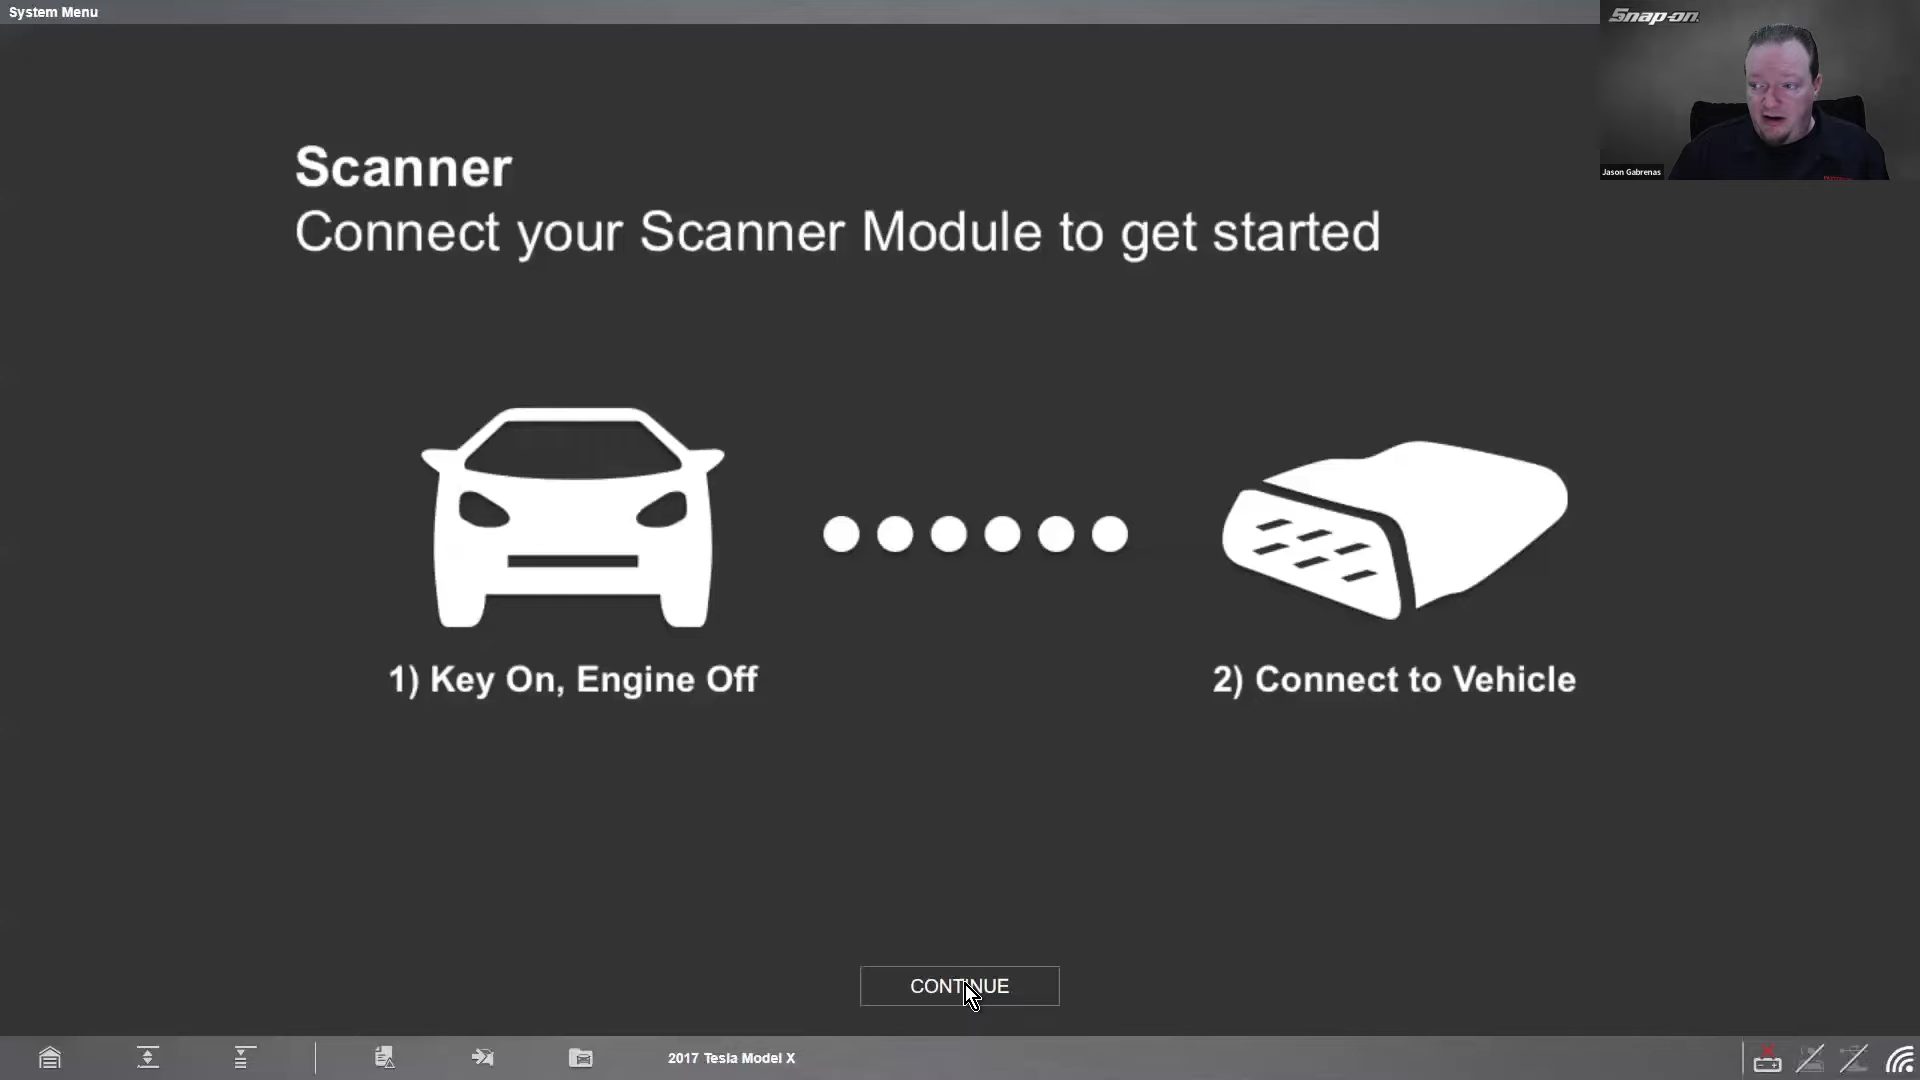 System Menu
Snap-on
Jason Gabrenas
Scanner
Connect your Scanner Module to get started
1) Key On, Engine Off
2) Connect to Vehicle
CONTINUE
2017 Tesla Model X